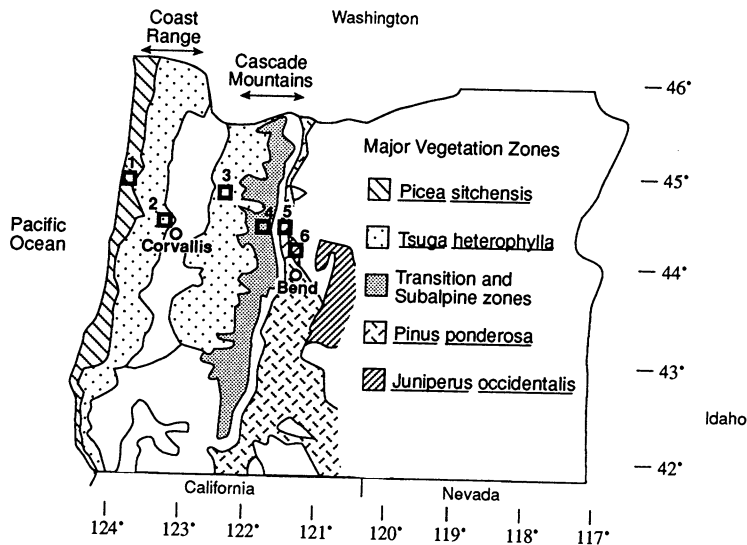 Coast
Range
Washington
Cascade
Mountains
46°
Major Vegetation Zones
1
3
45°
Picea sitchensis
2
4
5
Pacific
Ocean
Corvallis
6
Tsuga heterophylla
44°
Bend
Transition and
Subalpine zones
Pinus ponderosa
43°
Juniperus occidentalis
Idaho
42°
California
Nevada
124°
123°
122°
121°
120°
119°
118°
117°